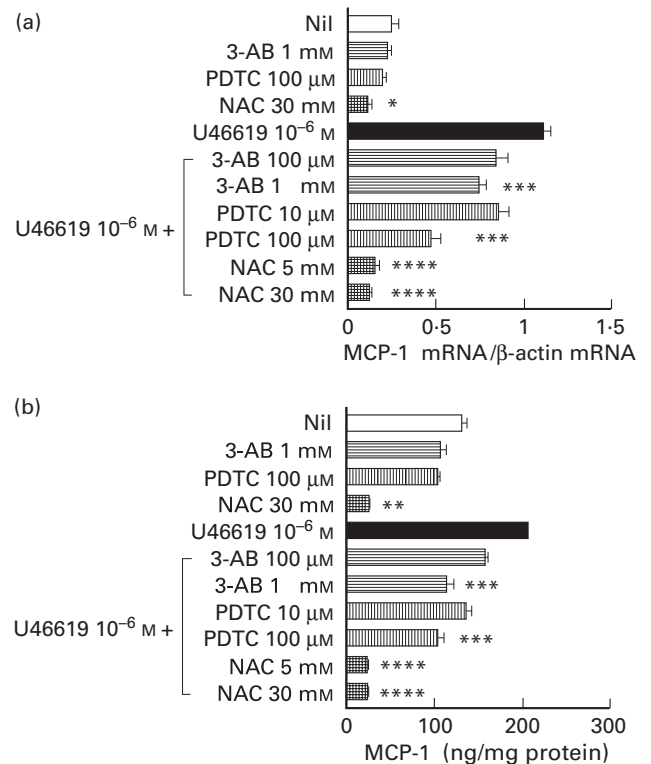 (a)
Nil
3-AB 1 mM
PDTC 100 μM
NAC 30 mM *
U46619 10⁻⁶ M
3-AB 100 μM
3-AB 1 mM ***
U46619 10⁻⁶ M +
PDTC 10 μM
PDTC 100 μM ***
NAC 5 mM ****
NAC 30 mM ****
0 0·5 1 1·5
MCP-1 mRNA/β-actin mRNA
(b)
Nil
3-AB 1 mM
PDTC 100 μM
NAC 30 mM **
U46619 10⁻⁶ M
3-AB 100 μM
3-AB 1 mM ***
U46619 10⁻⁶ M +
PDTC 10 μM
PDTC 100 μM ***
NAC 5 mM ****
NAC 30 mM ****
0 100 200 300
MCP-1 (ng/mg protein)